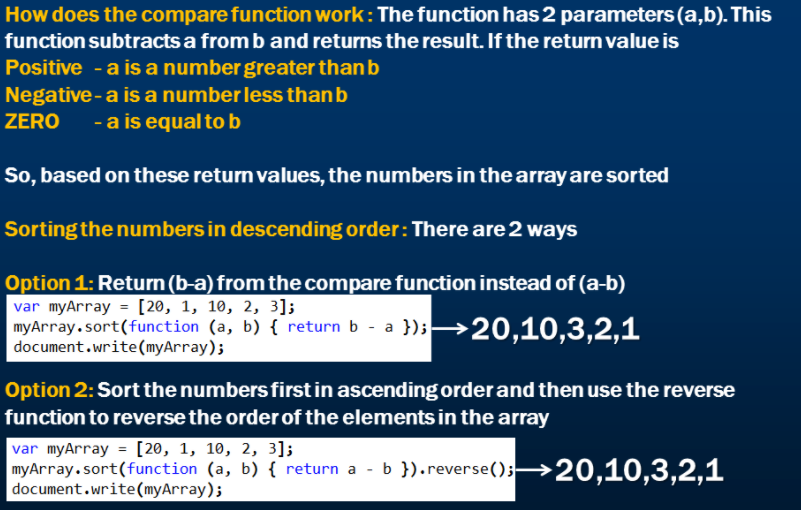 How does the compare function work : The function has 2 parameters (a,b). This
function subtracts a from b and returns the result. If the return value is
Positive - a is a number greater than b
Negative - a is a number less than b
ZERO - a is equal to b
So, based on these return values, the numbers in the array are sorted
Sorting the numbers in descending order : There are 2 ways
Option 1: Return (b-a) from the compare function instead of (a-b)
var myArray = [20, 1, 10, 2, 3];
myArray.sort(function (a, b) { return b - a });
document.write(myArray);
20,10,3,2,1
Option 2: Sort the numbers first in ascending order and then use the reverse
function to reverse the order of the elements in the array
var myArray = [20, 1, 10, 2, 3];
myArray.sort(function (a, b) { return a - b }).reverse();
document.write(myArray);
20,10,3,2,1